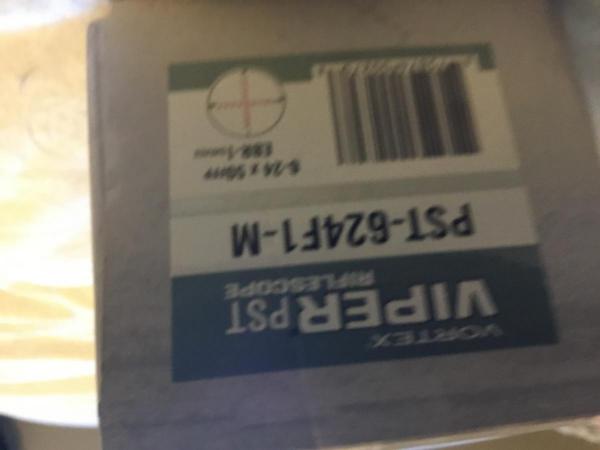 VORTEX
VIPER PST
RIFLESCOPE
PST-624F1-M
6-24 x 50FFP
EBR-1